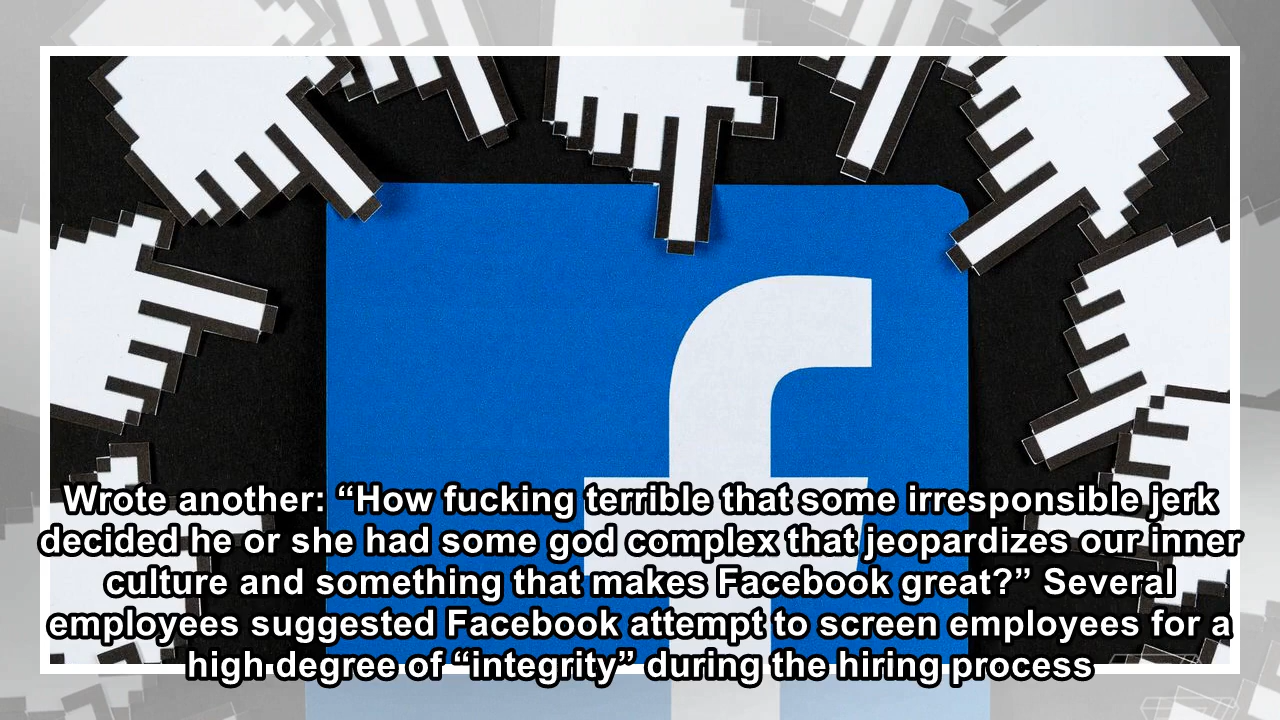 f
Wrote another: “How fucking terrible that some irresponsible jerk
decided he or she had some god complex that jeopardizes our inner
culture and something that makes Facebook great?” Several
employees suggested Facebook attempt to screen employees for a
high degree of “integrity” during the hiring process